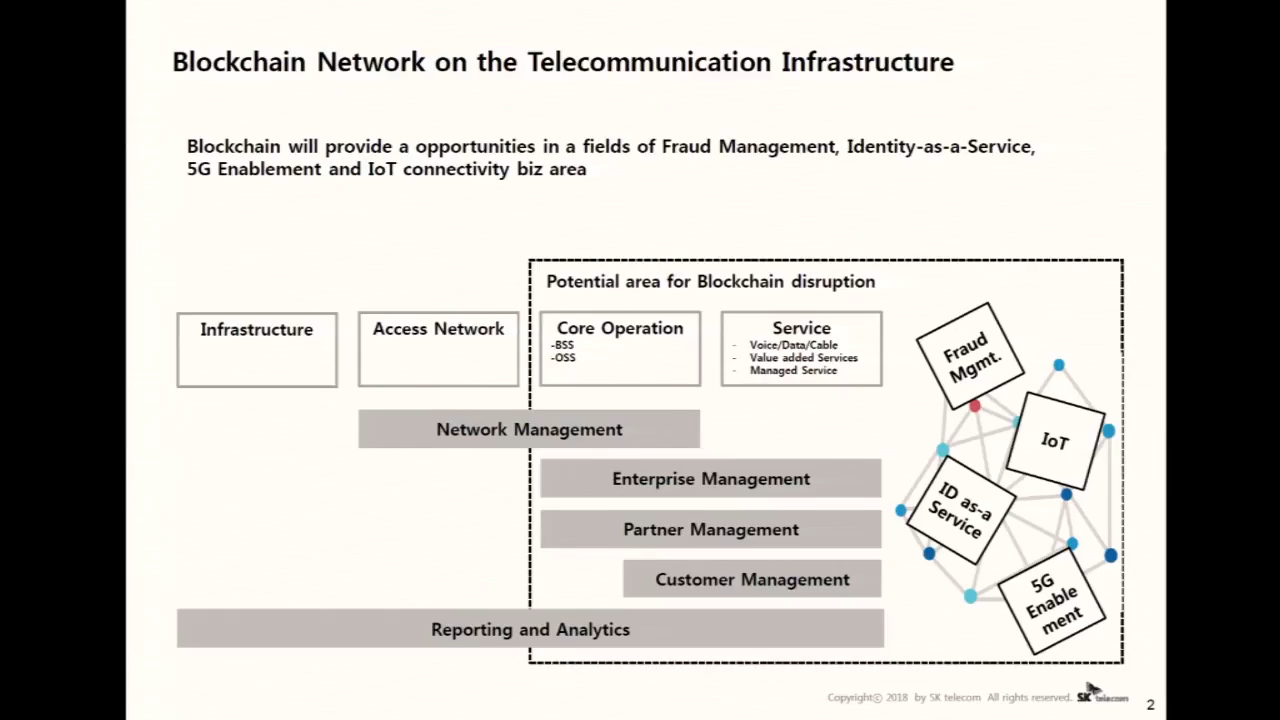 Blockchain Network on the Telecommunication Infrastructure
Blockchain will provide a opportunities in a fields of Fraud Management, Identity-as-a-Service,
5G Enablement and IoT connectivity biz area
Potential area for Blockchain disruption
Infrastructure
Access Network
Core Operation
-BSS
-OSS
Service
- Voice/Data/Cable
- Value added Services
- Managed Service
Network Management
Enterprise Management
Partner Management
Customer Management
Reporting and Analytics
Fraud
Mgmt.
IoT
ID as-a
Service
5G
Enable
ment
Copyrightⓒ 2018 by SK telecom All rights reserved.
SK telecom
2